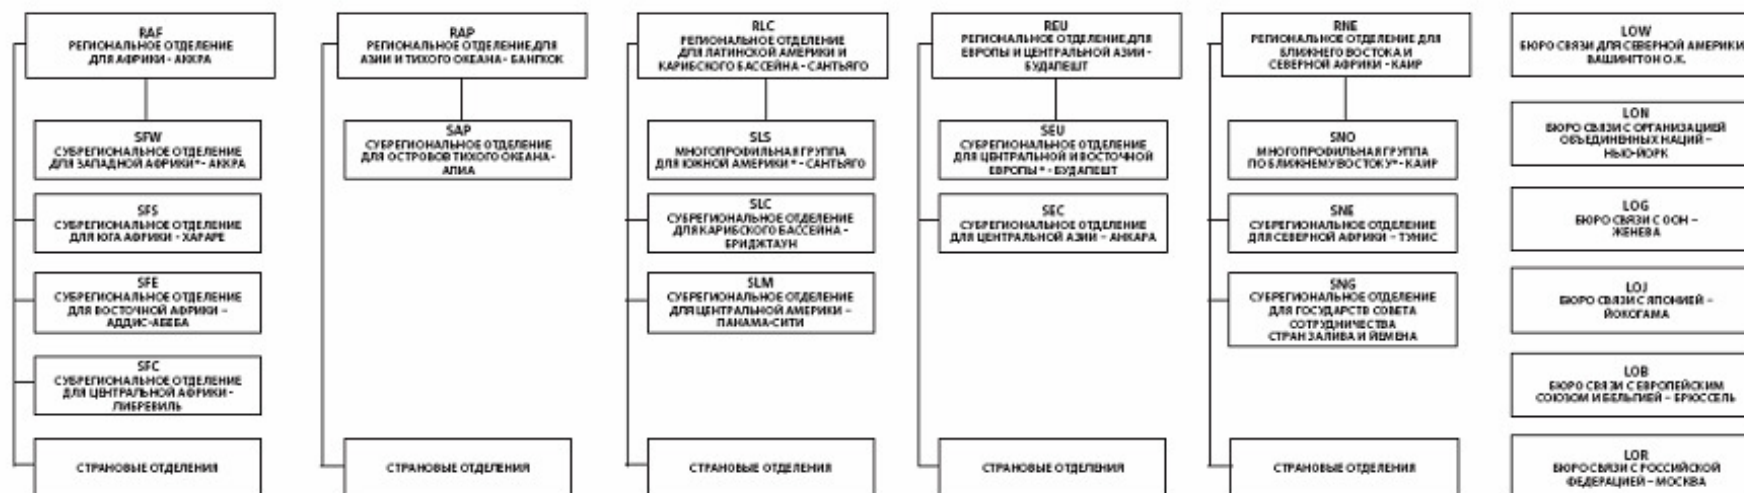 RAF
РЕГИОНАЛЬНОЕ ОТДЕЛЕНИЕ
ДЛЯ АФРИКИ - АККРА
SFW
СУБРЕГИОНАЛЬНОЕ ОТДЕЛЕНИЕ
ДЛЯ ЗАПАДНОЙ АФРИКИ* - АККРА
SFS
СУБРЕГИОНАЛЬНОЕ ОТДЕЛЕНИЕ
ДЛЯ ЮГА АФРИКИ - ХАРАРЕ
SFE
СУБРЕГИОНАЛЬНОЕ ОТДЕЛЕНИЕ
ДЛЯ ВОСТОЧНОЙ АФРИКИ –
АДДИС-АБЕБА
SFC
СУБРЕГИОНАЛЬНОЕ ОТДЕЛЕНИЕ
ДЛЯ ЦЕНТРАЛЬНОЙ АФРИКИ -
ЛИБРЕВИЛЬ
СТРАНОВЫЕ ОТДЕЛЕНИЯ
RAP
РЕГИОНАЛЬНОЕ ОТДЕЛЕНИЕ ДЛЯ
АЗИИ И ТИХОГО ОКЕАНА - БАНГКОК
SAP
СУБРЕГИОНАЛЬНОЕ ОТДЕЛЕНИЕ
ДЛЯ ОСТРОВОВ ТИХОГО ОКЕАНА -
АПИА
СТРАНОВЫЕ ОТДЕЛЕНИЯ
RLC
РЕГИОНАЛЬНОЕ ОТДЕЛЕНИЕ
ДЛЯ ЛАТИНСКОЙ АМЕРИКИ И
КАРИБСКОГО БАССЕЙНА - САНТЬЯГО
SLS
МНОГОПРОФИЛЬНАЯ ГРУППА
ДЛЯ ЮЖНОЙ АМЕРИКИ * - САНТЬЯГО
SLC
СУБРЕГИОНАЛЬНОЕ ОТДЕЛЕНИЕ
ДЛЯ КАРИБСКОГО БАССЕЙНА -
БРИДЖТАУН
SLM
СУБРЕГИОНАЛЬНОЕ ОТДЕЛЕНИЕ
ДЛЯ ЦЕНТРАЛЬНОЙ АМЕРИКИ –
ПАНАМА-СИТИ
СТРАНОВЫЕ ОТДЕЛЕНИЯ
REU
РЕГИОНАЛЬНОЕ ОТДЕЛЕНИЕ ДЛЯ
ЕВРОПЫ И ЦЕНТРАЛЬНОЙ АЗИИ -
БУДАПЕШТ
SEU
СУБРЕГИОНАЛЬНОЕ ОТДЕЛЕНИЕ
ДЛЯ ЦЕНТРАЛЬНОЙ И ВОСТОЧНОЙ
ЕВРОПЫ * - БУДАПЕШТ
SEC
СУБРЕГИОНАЛЬНОЕ ОТДЕЛЕНИЕ
ДЛЯ ЦЕНТРАЛЬНОЙ АЗИИ – АНКАРА
СТРАНОВЫЕ ОТДЕЛЕНИЯ
RNE
РЕГИОНАЛЬНОЕ ОТДЕЛЕНИЕ ДЛЯ
БЛИЖНЕГО ВОСТОКА И
СЕВЕРНОЙ АФРИКИ - КАИР
SNO
МНОГОПРОФИЛЬНАЯ ГРУППА
ПО БЛИЖНЕМУ ВОСТОКУ* - КАИР
SNE
СУБРЕГИОНАЛЬНОЕ ОТДЕЛЕНИЕ
ДЛЯ СЕВЕРНОЙ АФРИКИ – ТУНИС
SNG
СУБРЕГИОНАЛЬНОЕ ОТДЕЛЕНИЕ
ДЛЯ ГОСУДАРСТВ СОВЕТА
СОТРУДНИЧЕСТВА
СТРАН ЗАЛИВА И ЙЕМЕНА
СТРАНОВЫЕ ОТДЕЛЕНИЯ
LOW
БЮРО СВЯЗИ ДЛЯ СЕВЕРНОЙ АМЕРИКИ
ВАШИНГТОН О.К.
LON
БЮРО СВЯЗИ С ОРГАНИЗАЦИЕЙ
ОБЪЕДИНЕННЫХ НАЦИЙ –
НЬЮ-ЙОРК
LOG
БЮРО СВЯЗИ С ООН –
ЖЕНЕВА
LOJ
БЮРО СВЯЗИ С ЯПОНИЕЙ –
ЙОКОГАМА
LOB
БЮРО СВЯЗИ С ЕВРОПЕЙСКИМ
СОЮЗОМ И БЕЛЬГИЕЙ – БРЮССЕЛЬ
LOR
БЮРО СВЯЗИ С РОССИЙСКОЙ
ФЕДЕРАЦИЕЙ – МОСКВА